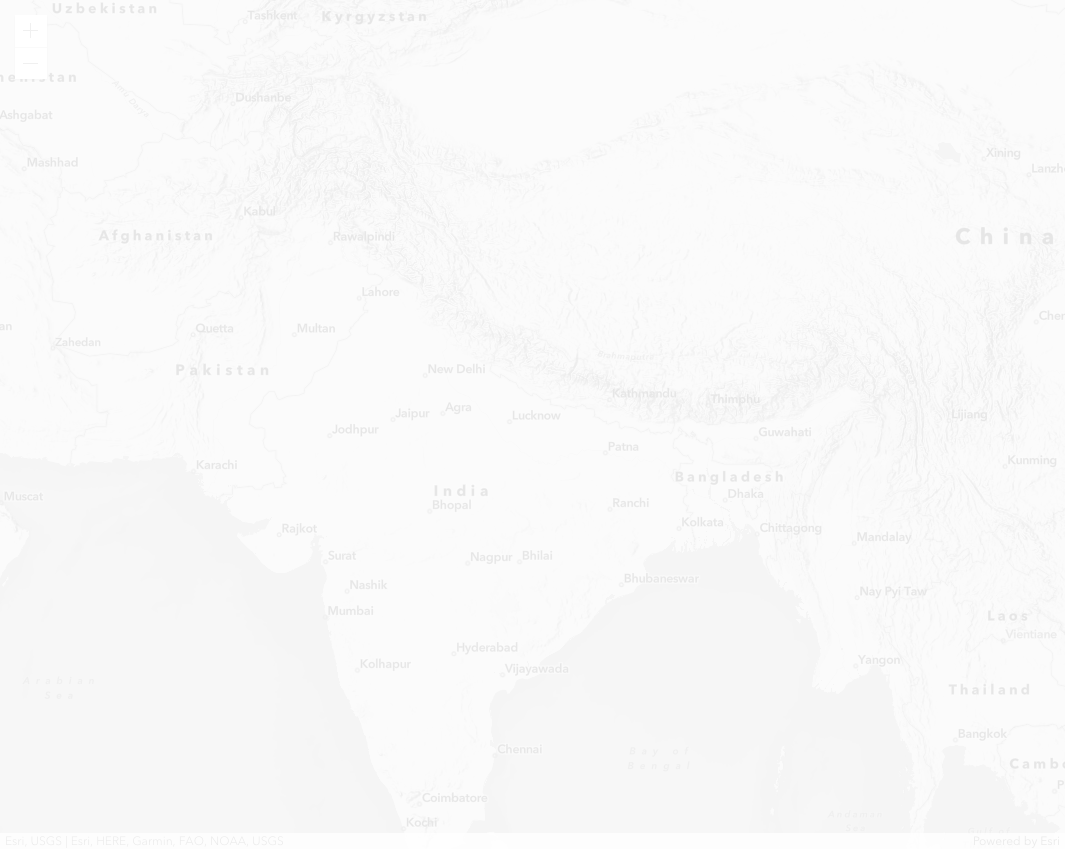 Uzbekistan
Tashkent
Kyrgyzstan
Dushanbe
Ashgabat
Mashhad
Xining
Kabul
Afghanistan
Rawalpindi
China
Lahore
Quetta
Multan
Zahedan
Pakistan
New Delhi
Kathmandu
Thimphu
Jaipur
Agra
Lucknow
Lijiang
Jodhpur
Guwahati
Patna
Karachi
Kunming
Bangladesh
India
Muscat
Dhaka
Bhopal
Ranchi
Kolkata
Chittagong
Rajkot
Mandalay
Surat
Nagpur
Bhilai
Bhubaneswar
Nashik
Nay Pyi Taw
Mumbai
Laos
Vientiane
Hyderabad
Kolhapur
Vijayawada
Yangon
Arabian
Sea
Thailand
Bangkok
Chennai
Bay of
Bengal
Cambo
Coimbatore
Kochi
Esri, USGS | Esri, HERE, Garmin, FAO, NOAA, USGS
Powered by Esri